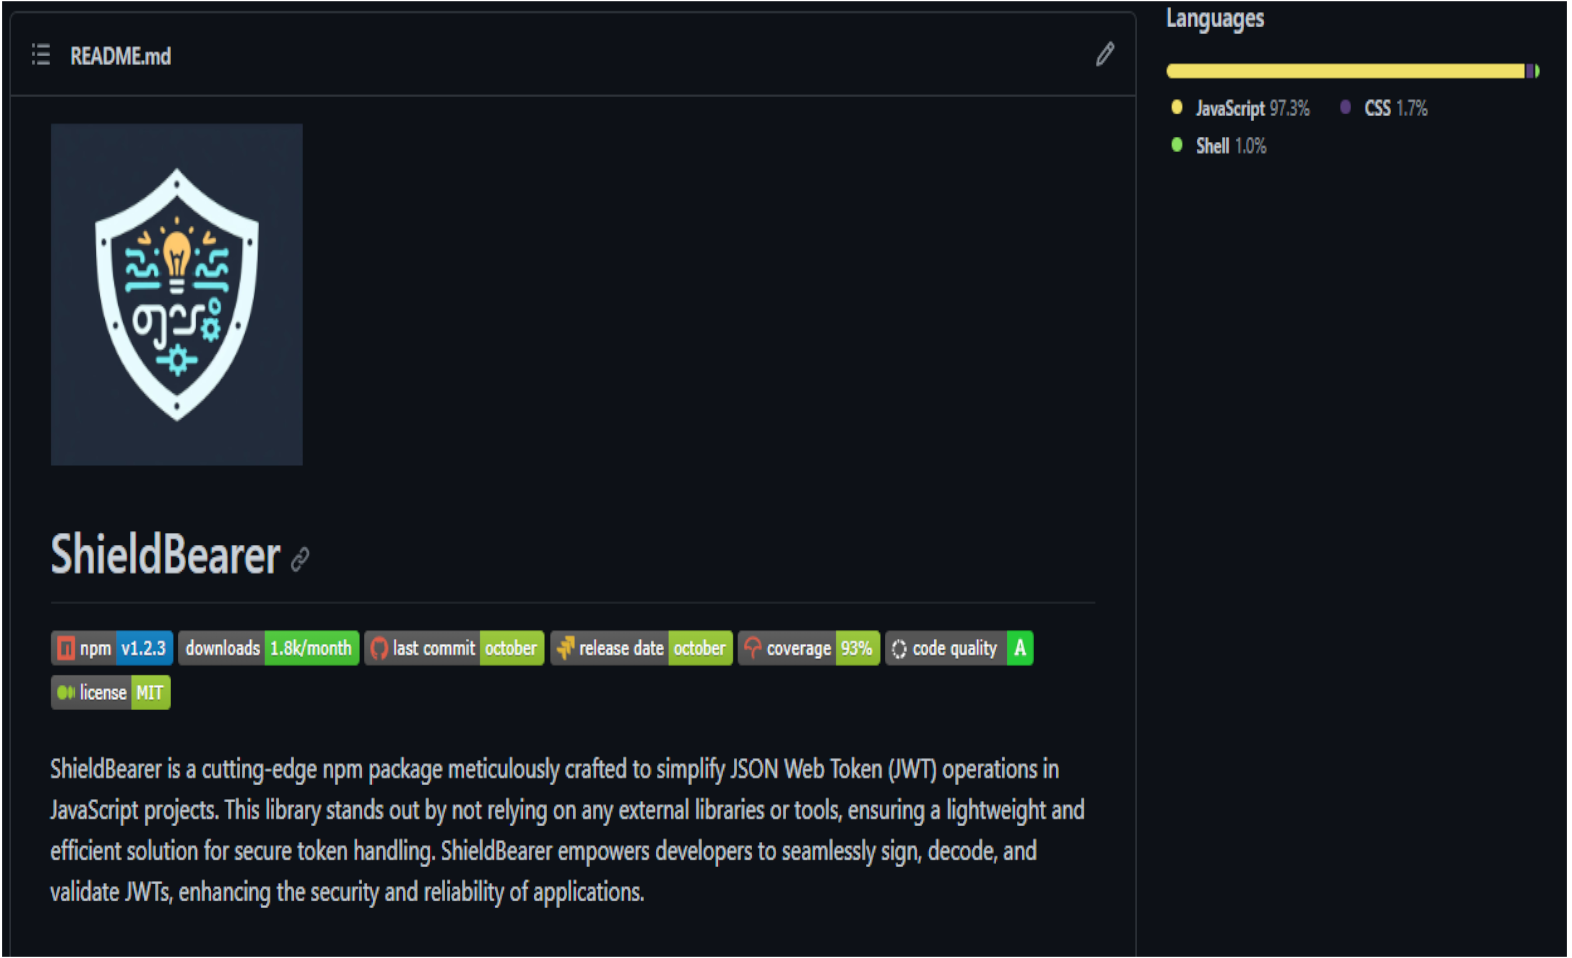 README.md
ShieldBearer
npm v1.2.3 downloads 1.8k/month last commit october release date october coverage 93% code quality A
license MIT
ShieldBearer is a cutting-edge npm package meticulously crafted to simplify JSON Web Token (JWT) operations in
JavaScript projects. This library stands out by not relying on any external libraries or tools, ensuring a lightweight and
efficient solution for secure token handling. ShieldBearer empowers developers to seamlessly sign, decode, and
validate JWTs, enhancing the security and reliability of applications.
Languages
JavaScript 97.3% CSS 1.7%
Shell 1.0%